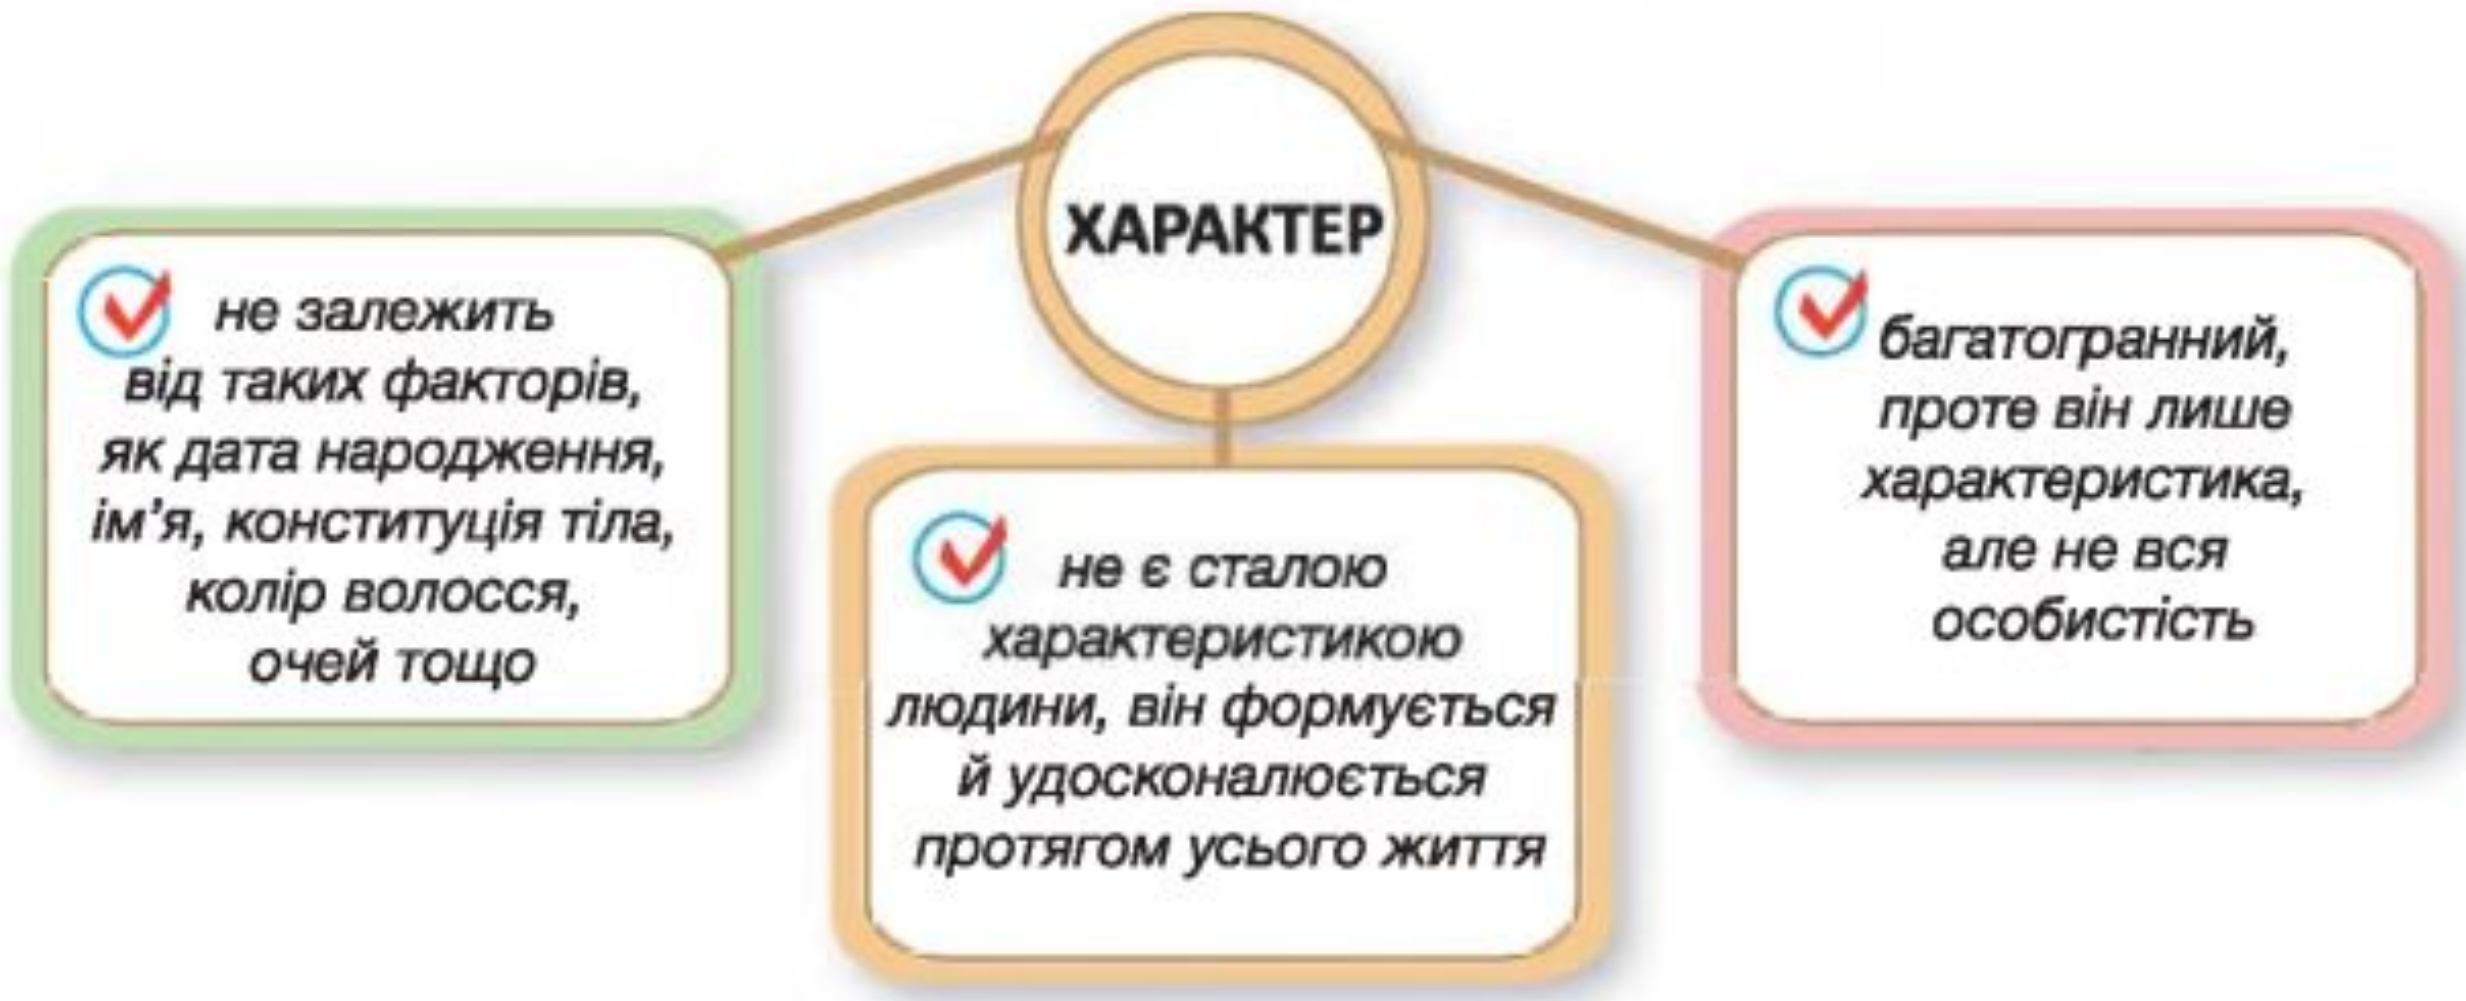 ХАРАКТЕР
не залежить
від таких факторів,
як дата народження,
ім’я, конституція тіла,
колір волосся,
очей тощо
не є сталою
характеристикою
людини, він формується
й удосконалюється
протягом усього життя
багатогранний,
проте він лише
характеристика,
але не вся
особистість